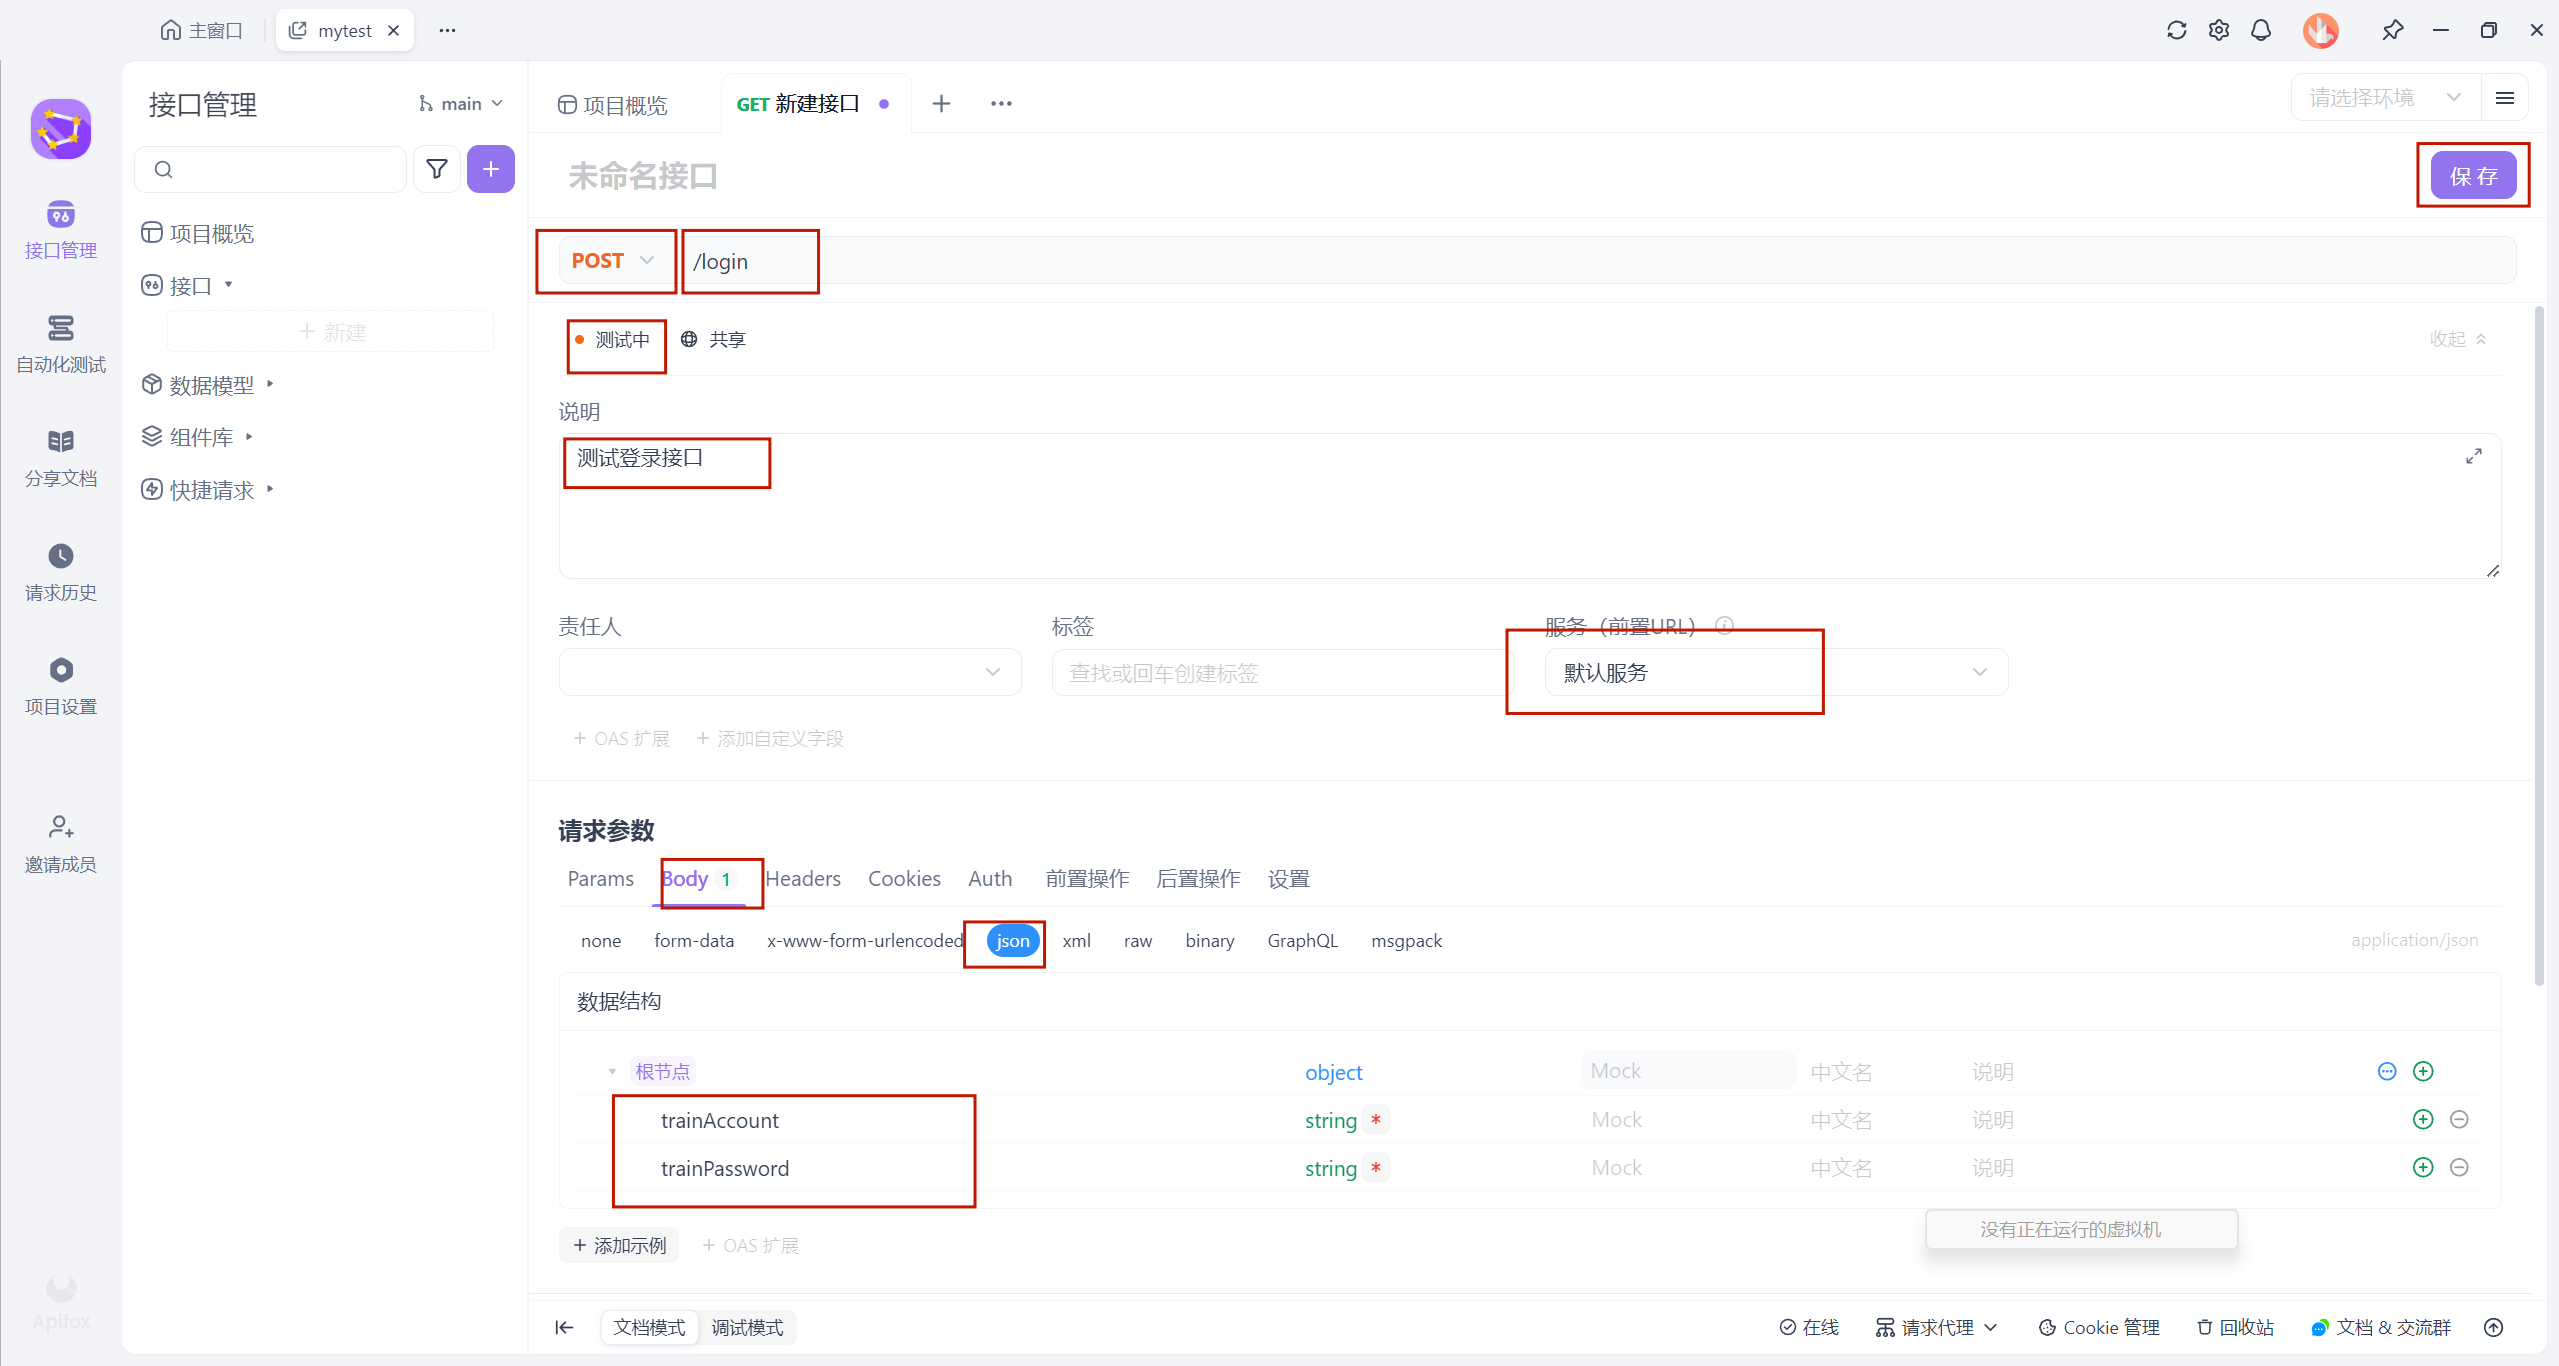 主窗口
mytest
接口管理
main
项目概览
GET 新建接口
请选择环境
未命名接口
保 存
接口管理
项目概览
接口
新建
POST
/login
测试中
共享
收起
自动化测试
数据模型
说明
组件库
测试登录接口
分享文档
快捷请求
请求历史
责任人
标签
服务（前置URL）
查找或回车创建标签
默认服务
项目设置
OAS 扩展
添加自定义字段
请求参数
邀请成员
Params
Body 1
Headers
Cookies
Auth
前置操作
后置操作
设置
none
form-data
x-www-form-urlencoded
json
xml
raw
binary
GraphQL
msgpack
application/json
数据结构
根节点
object
Mock
中文名
说明
trainAccount
string *
Mock
中文名
说明
trainPassword
string *
Mock
中文名
说明
没有正在运行的虚拟机
添加示例
OAS 扩展
Apifox
文档模式
调试模式
在线
请求代理
Cookie 管理
回收站
文档 & 交流群